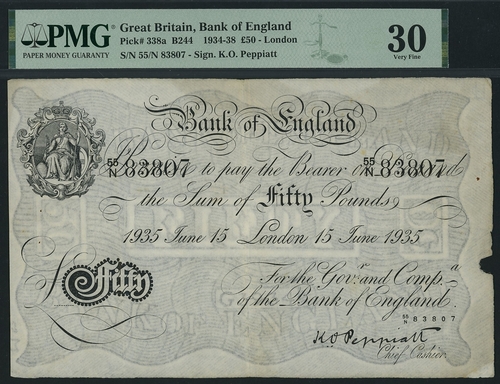 PMG
PAPER MONEY GUARANTY
Great Britain, Bank of England
Pick# 338a B244 1934-38 £50 - London
S/N 55/N 83807 - Sign. K.O. Peppiatt
30
Very Fine
Bank of England
55/N 83807 to pay the Bearer on Demand 55/N 83807
the Sum of Fifty Pounds
1935 June 15 London 15 June 1935
For the Gov.r and Comp.a
of the Bank of England.
£Fifty
55/N 83807
K.O. Peppiatt
Chief Cashier